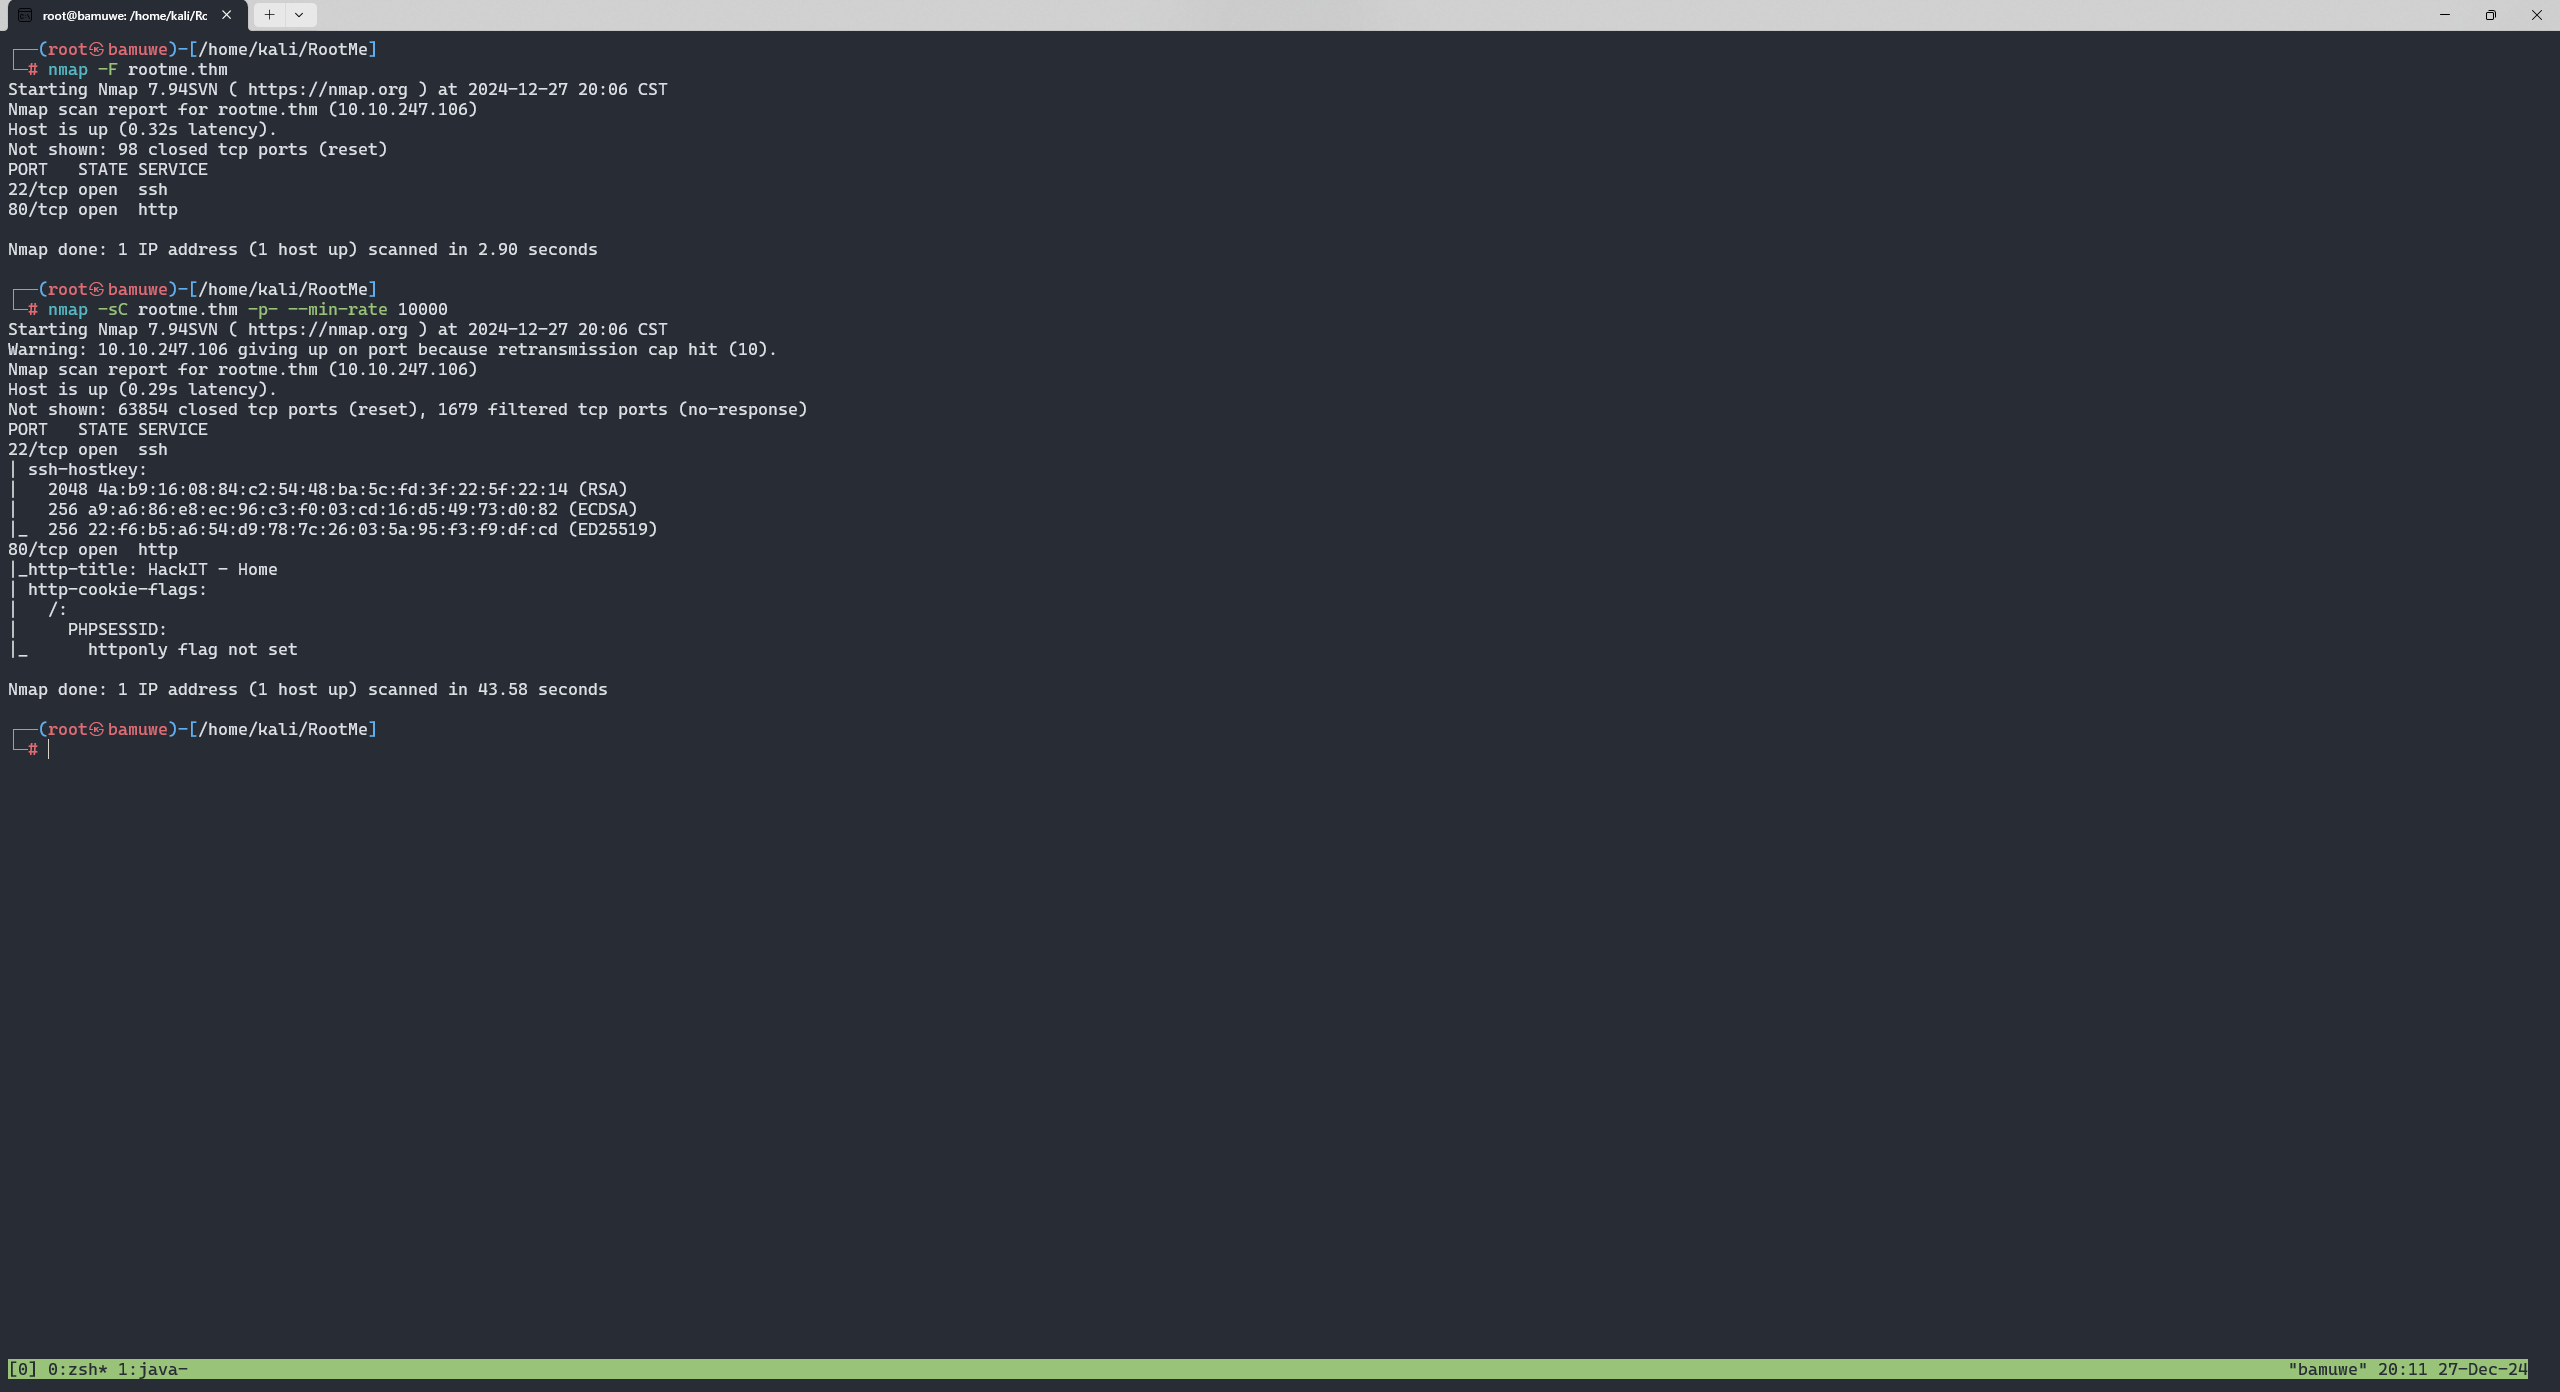 root@bamuwe: /home/kali/Rc
┌──(root㉿bamuwe)-[/home/kali/RootMe]
└─# nmap -F rootme.thm
Starting Nmap 7.94SVN ( https://nmap.org ) at 2024-12-27 20:06 CST
Nmap scan report for rootme.thm (10.10.247.106)
Host is up (0.32s latency).
Not shown: 98 closed tcp ports (reset)
PORT   STATE SERVICE
22/tcp open  ssh
80/tcp open  http
Nmap done: 1 IP address (1 host up) scanned in 2.90 seconds
┌──(root㉿bamuwe)-[/home/kali/RootMe]
└─# nmap -sC rootme.thm -p- --min-rate 10000
Starting Nmap 7.94SVN ( https://nmap.org ) at 2024-12-27 20:06 CST
Warning: 10.10.247.106 giving up on port because retransmission cap hit (10).
Nmap scan report for rootme.thm (10.10.247.106)
Host is up (0.29s latency).
Not shown: 63854 closed tcp ports (reset), 1679 filtered tcp ports (no-response)
PORT   STATE SERVICE
22/tcp open  ssh
| ssh-hostkey:
|   2048 4a:b9:16:08:84:c2:54:48:ba:5c:fd:3f:22:5f:22:14 (RSA)
|   256 a9:a6:86:e8:ec:96:c3:f0:03:cd:16:d5:49:73:d0:82 (ECDSA)
|_  256 22:f6:b5:a6:54:d9:78:7c:26:03:5a:95:f3:f9:df:cd (ED25519)
80/tcp open  http
|_http-title: HackIT - Home
| http-cookie-flags:
|   /:
|     PHPSESSID:
|_      httponly flag not set
Nmap done: 1 IP address (1 host up) scanned in 43.58 seconds
┌──(root㉿bamuwe)-[/home/kali/RootMe]
└─#
[0] 0:zsh* 1:java- "bamuwe" 20:11 27-Dec-24